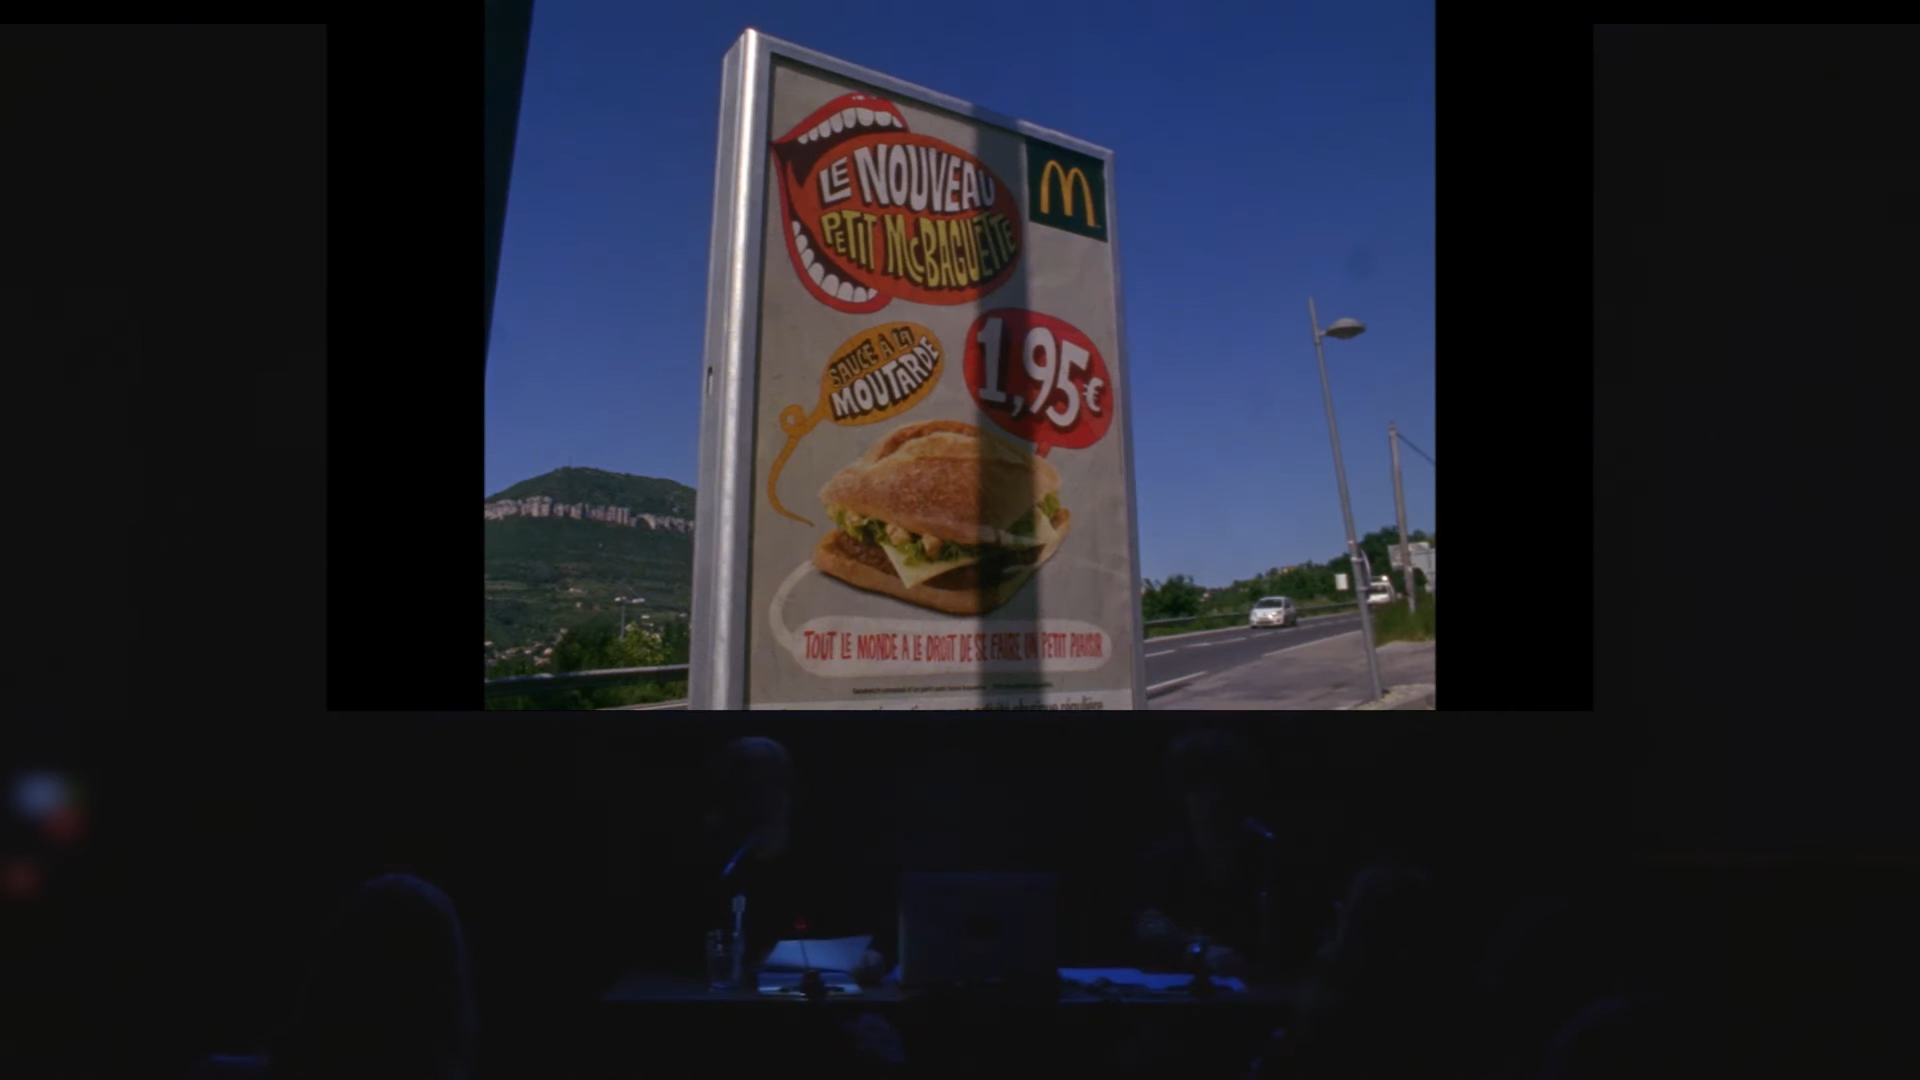 LE NOUVEAU
PETIT McBAGUETTE
SAUCE À LA
MOUTARDE
1,95€
TOUT LE MONDE A LE DROIT DE SE FAIRE UN PETIT PLAISIR